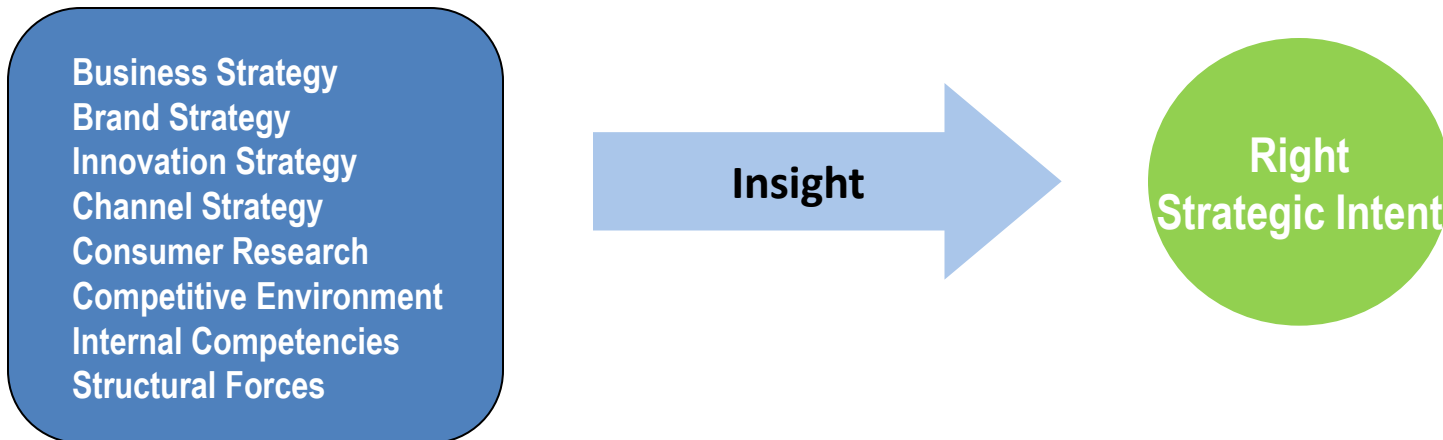 Business Strategy
Brand Strategy
Innovation Strategy
Channel Strategy
Consumer Research
Competitive Environment
Internal Competencies
Structural Forces
Insight
Right
Strategic Intent